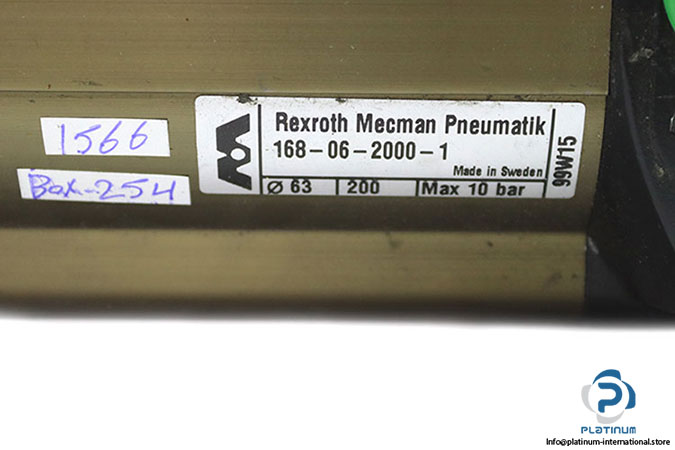 1566
Box-254
Rexroth Mecman Pneumatik
168-06-2000-1
Made in Sweden
Ø 63 200 Max 10 bar
99W15
PLATINUM
Info@platinum-international.store